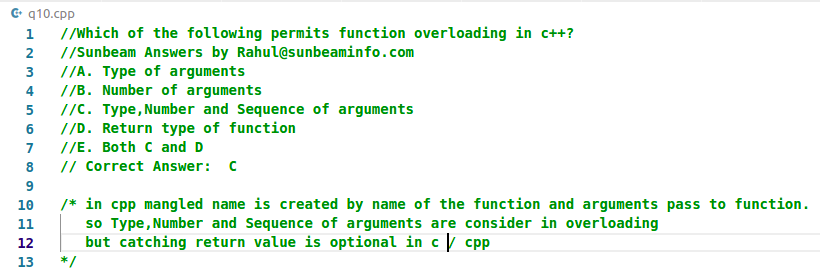 q10.cpp
1 //Which of the following permits function overloading in c++?
2 //Sunbeam Answers by Rahul@sunbeaminfo.com
3 //A. Type of arguments
4 //B. Number of arguments
5 //C. Type,Number and Sequence of arguments
6 //D. Return type of function
7 //E. Both C and D
8 // Correct Answer:  C
9
10 /* in cpp mangled name is created by name of the function and arguments pass to function.
11    so Type,Number and Sequence of arguments are consider in overloading
12    but catching return value is optional in c / cpp
13 */